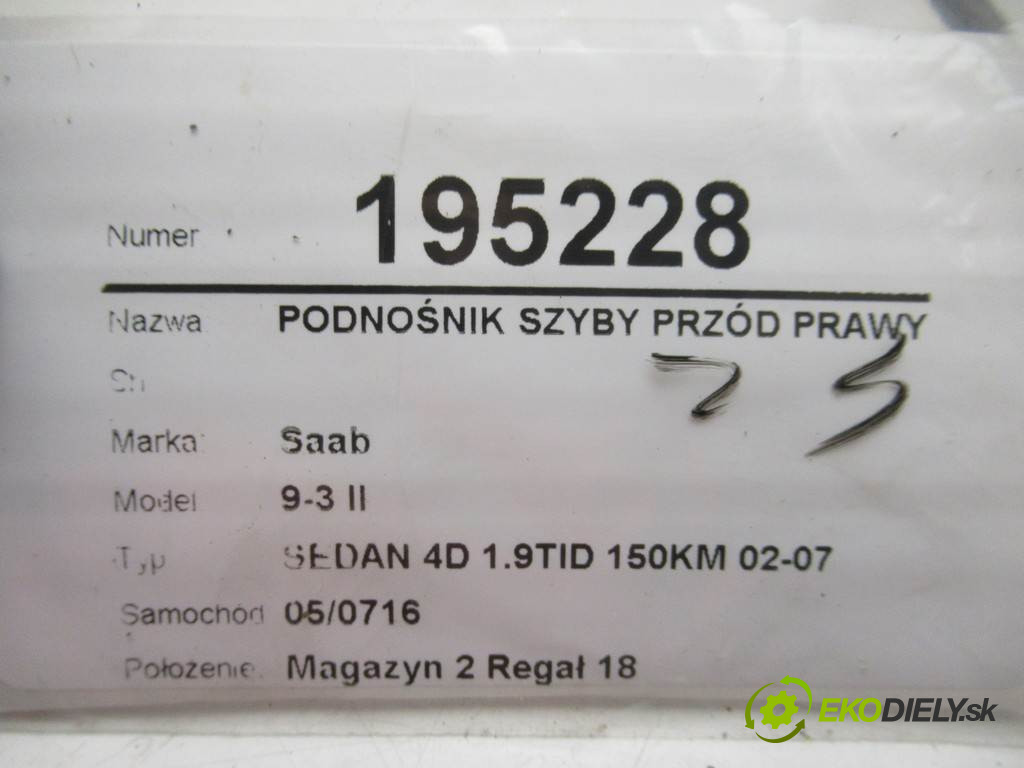 Numer 195228
Nazwa PODNOŚNIK SZYBY PRZÓD PRAWY
Marka: Saab
Model 9-3 II
Typ SEDAN 4D 1.9TID 150KM 02-07
Samochód 05/0716
Położenie: Magazyn 2 Regał 18
EKODIELY.sk